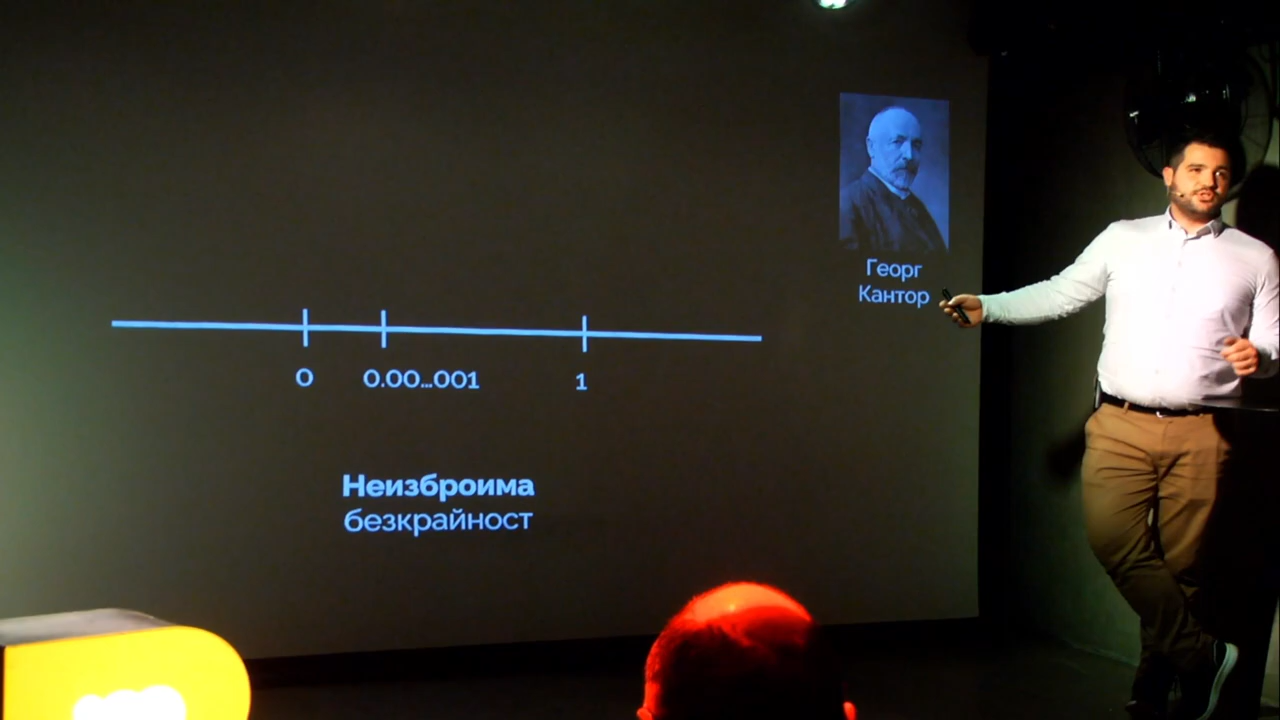 Георг
Кантор
0 0.00...001 1
Неизброима
безкрайност